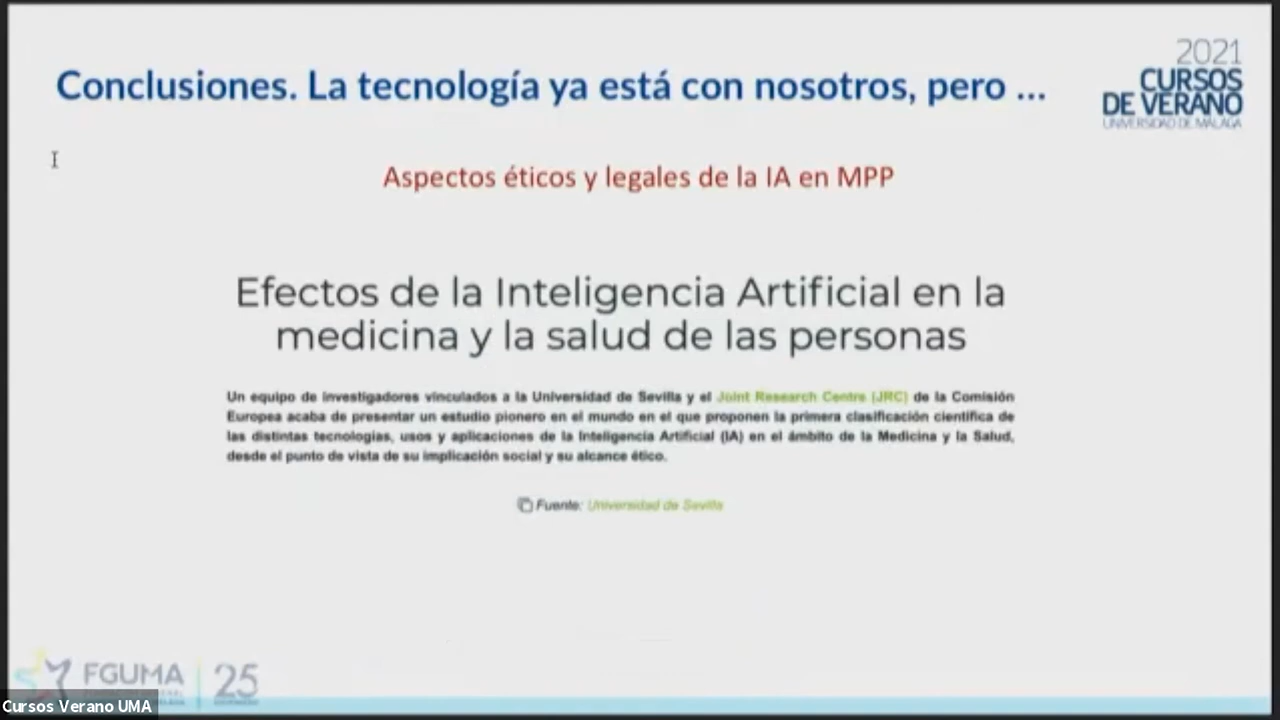 2021
CURSOS
DE VERANO
UNIVERSIDAD DE MÁLAGA
Conclusiones. La tecnología ya está con nosotros, pero ...
Aspectos éticos y legales de la IA en MPP
Efectos de la Inteligencia Artificial en la
medicina y la salud de las personas
Un equipo de investigadores vinculados a la Universidad de Sevilla y el Joint Research Centre (JRC) de la Comisión
Europea acaba de presentar un estudio pionero en el mundo en el que proponen la primera clasificación científica de
las distintas tecnologías, usos y aplicaciones de la Inteligencia Artificial (IA) en el ámbito de la Medicina y la Salud,
desde el punto de vista de su implicación social y su alcance ético.
Fuente: Universidad de Sevilla
FGUMA 25
Cursos Verano UMA